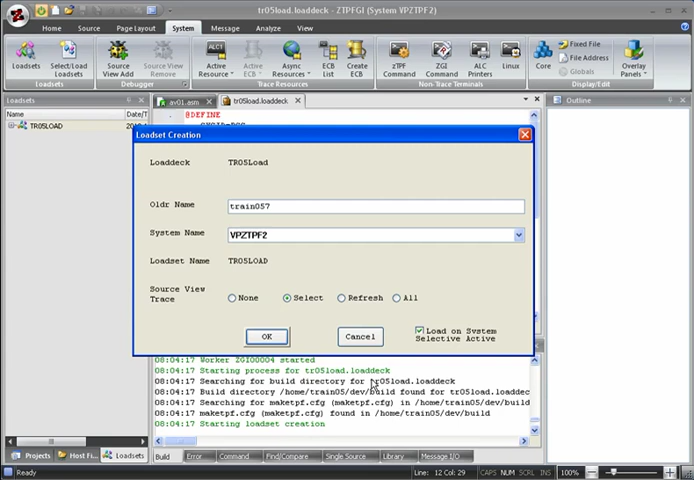 tr05load.loaddeck - ZTPFGI (System VPZTPF2)
Home Source Page Layout System Message Analyze View
Loadsets
Select/Load Loadsets
Source View Add
Source View Remove
Active Resource
Active ECB
Async Resources
ECB List
Create ECB
zTPF Command
ZGI Command
ALC Printers
Linux
Core
Fixed File
File Address
Globals
Overlay Panels
Loadsets
Debugger
Trace Resources
Non-Trace Terminals
Display/Edit
Loadsets
av01.asm
tr05load.loaddeck
Outline
Name Date/T
TR05LOAD
@DEFINE
Loadset Creation
Loaddeck TR05Load
Oldr Name train057
System Name VPZTPF2
Loadset Name TR05LOAD
Source View Trace
None Select Refresh All
OK Cancel
Load on System Selective Active
08:04:17 Worker ZGI00004 started
08:04:17 Starting process for tr05load.loaddeck
08:04:17 Searching for build directory for tr05load.loaddeck
08:04:17 Build directory /home/train05/dev/build found for tr05load.loaddec
08:04:17 Searching for maketpf.cfg (maketpf.cfg) in /home/train05/dev/build
08:04:17 maketpf.cfg (maketpf.cfg) found in /home/train05/dev/build
08:04:17 Starting loadset creation
Projects Host Fi... Loadsets
Build Error Command Find/Compare Single Source Library Message I/O
Ready
Line: 12 Col: 29 CAPS NUM SCRL INS 100%